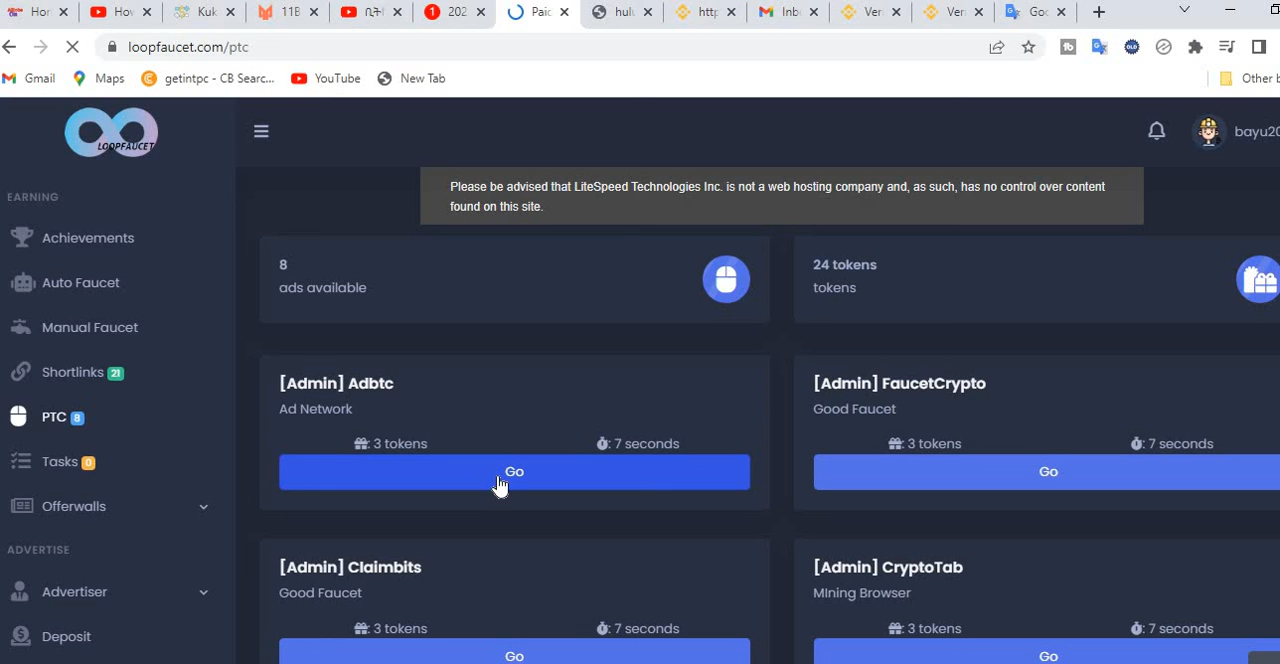 Hor
Hov
Kuk
11B
ቢትኮ
202
Paid
hulu
http
Inb
Ver
Ver
Goo
loopfaucet.com/ptc
Gmail
Maps
getintpc - CB Searc...
YouTube
New Tab
Other b
LOOPFAUCET
bayu20
Please be advised that LiteSpeed Technologies Inc. is not a web hosting company and, as such, has no control over content
found on this site.
EARNING
Achievements
Auto Faucet
Manual Faucet
Shortlinks 21
PTC 8
Tasks 0
Offerwalls
ADVERTISE
Advertiser
Deposit
8
ads available
24 tokens
tokens
[Admin] Adbtc
Ad Network
: 3 tokens
: 7 seconds
Go
[Admin] FaucetCrypto
Good Faucet
: 3 tokens
: 7 seconds
Go
[Admin] Claimbits
Good Faucet
: 3 tokens
: 7 seconds
Go
[Admin] CryptoTab
MIning Browser
: 3 tokens
: 7 seconds
Go